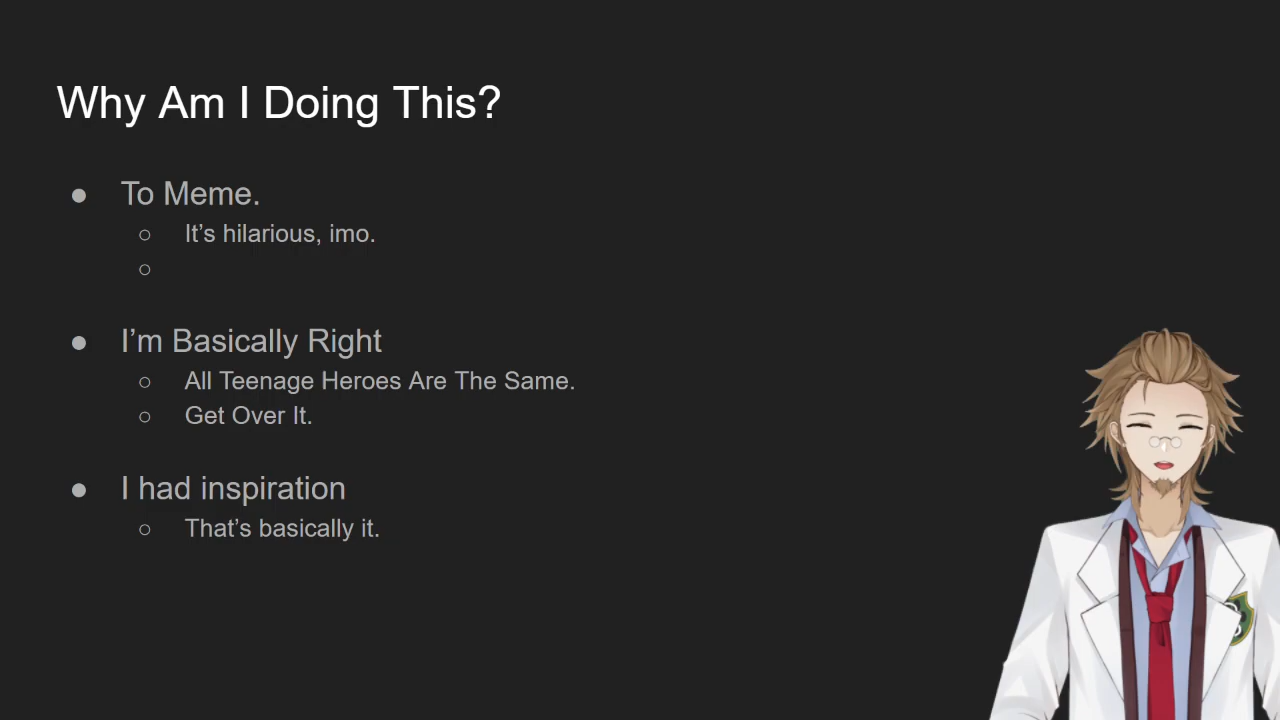 Why Am I Doing This?
● To Meme.
○ It’s hilarious, imo.
○
● I’m Basically Right
○ All Teenage Heroes Are The Same.
○ Get Over It.
● I had inspiration
○ That’s basically it.